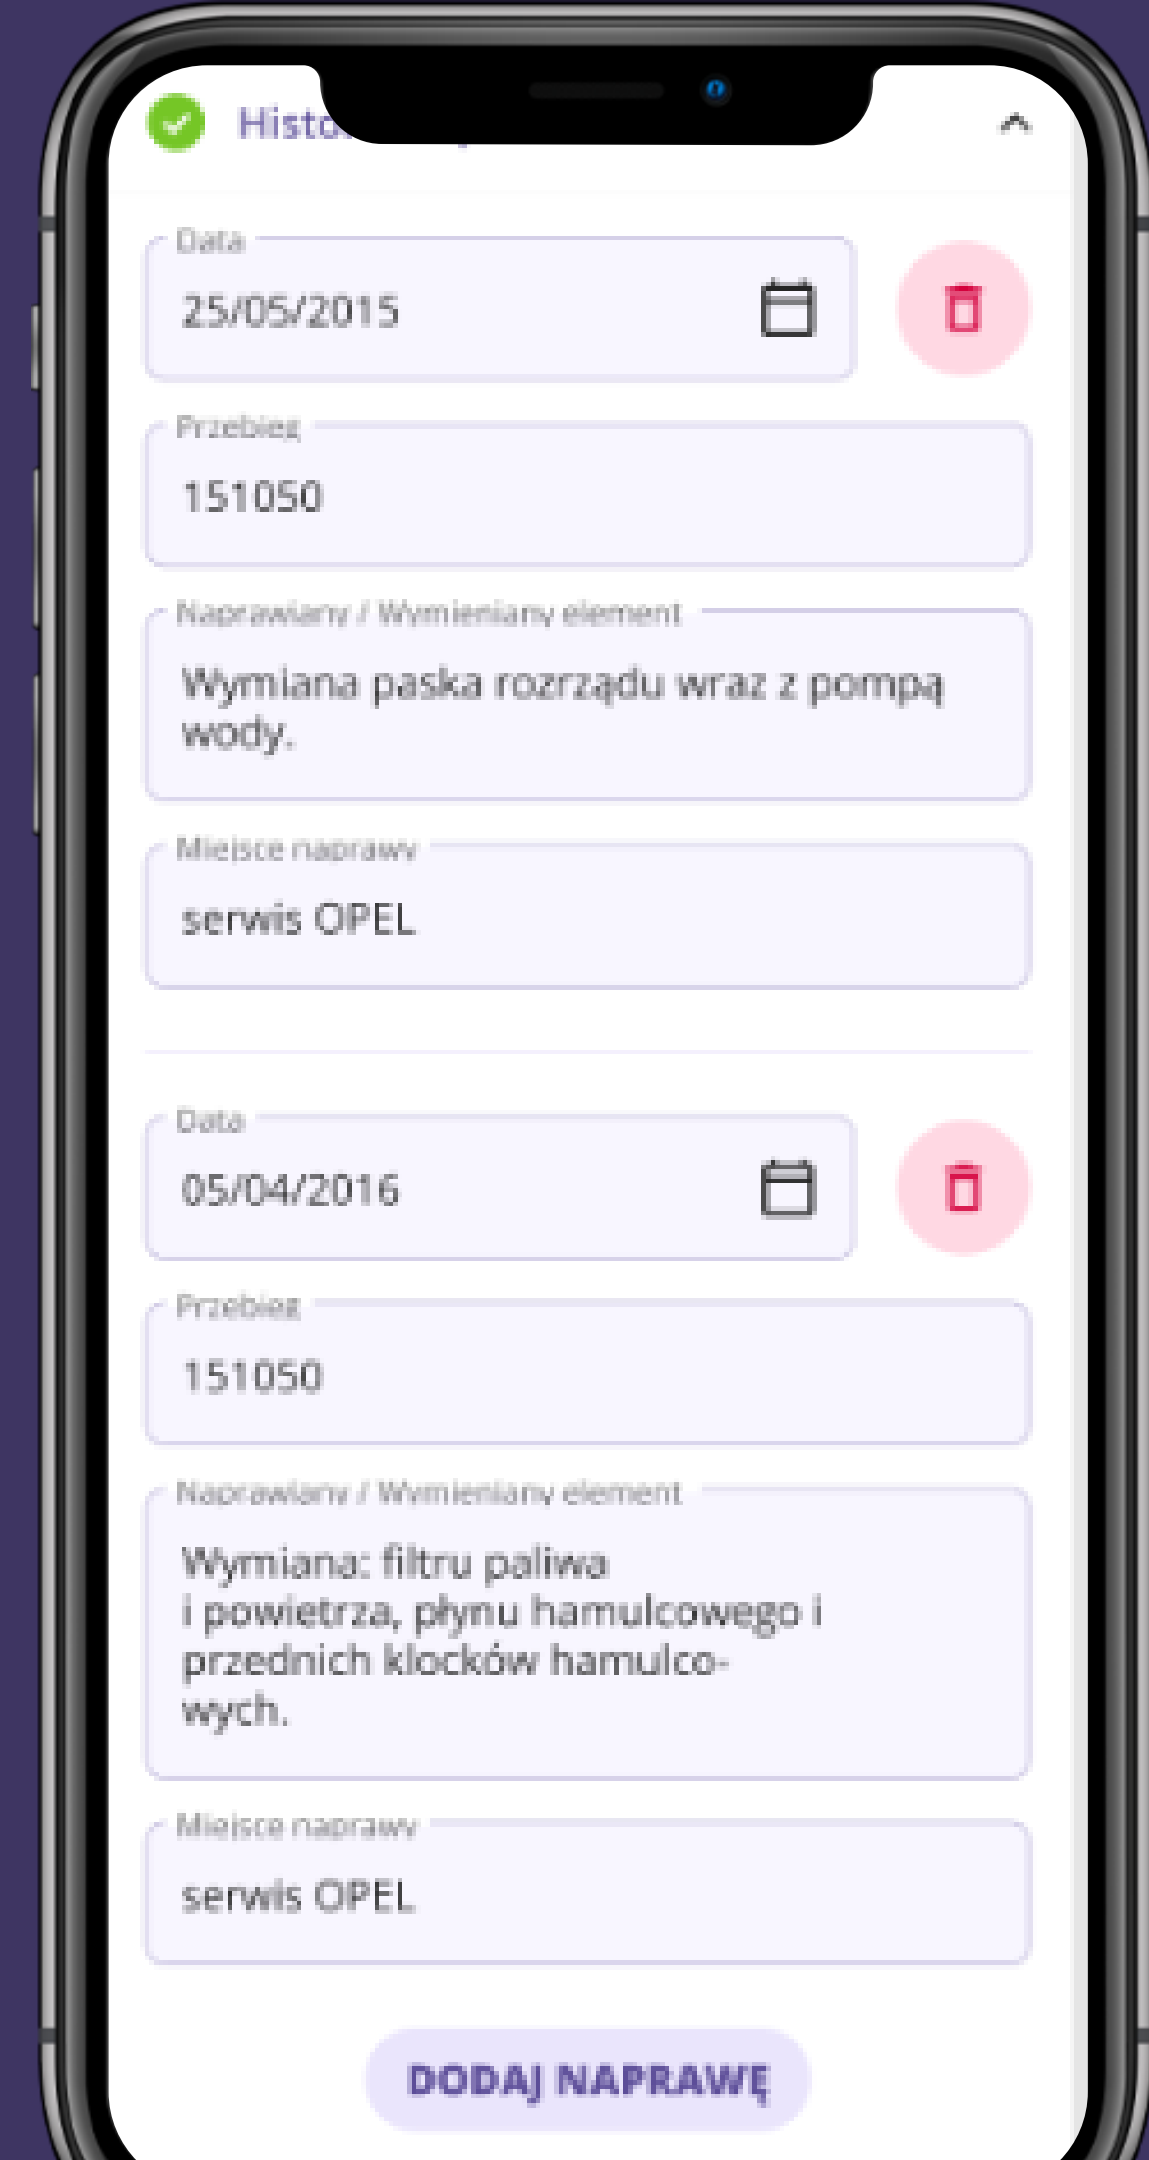 Data
25/05/2015
Przebieg
151050
Naprawiany / Wymieniany element
Wymiana paska rozrządu wraz z pompą
wody.
Miejsce naprawy
serwis OPEL
Data
05/04/2016
Przebieg
151050
Naprawiany / Wymieniany element
Wymiana: filtru paliwa
i powietrza, płynu hamulcowego i
przednich klocków hamulco-
wych.
Miejsce naprawy
serwis OPEL
DODAJ NAPRAWĘ